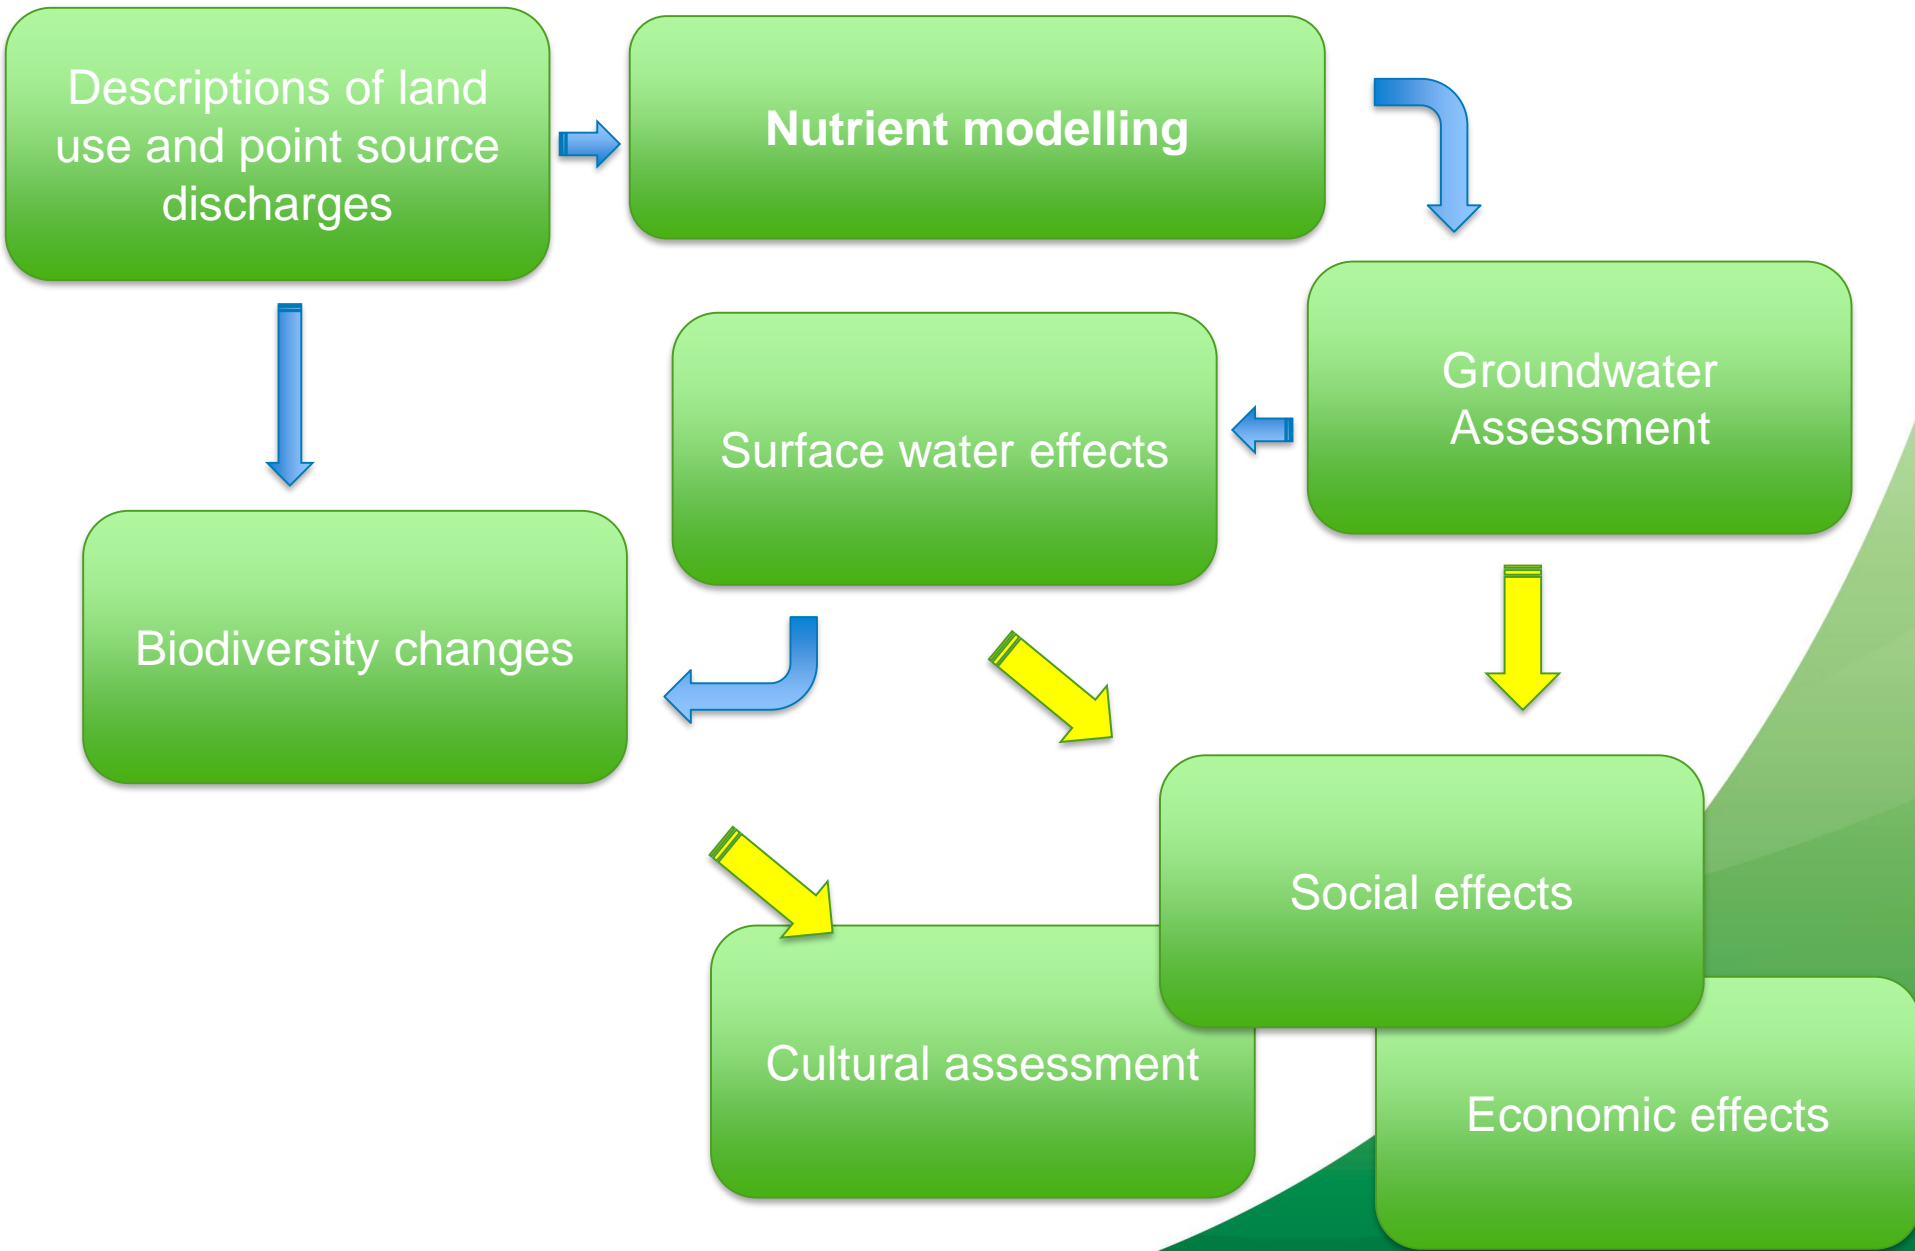 Descriptions of land
use and point source
discharges
Nutrient modelling
Groundwater
Assessment
Surface water effects
Biodiversity changes
Social effects
Cultural assessment
Economic effects